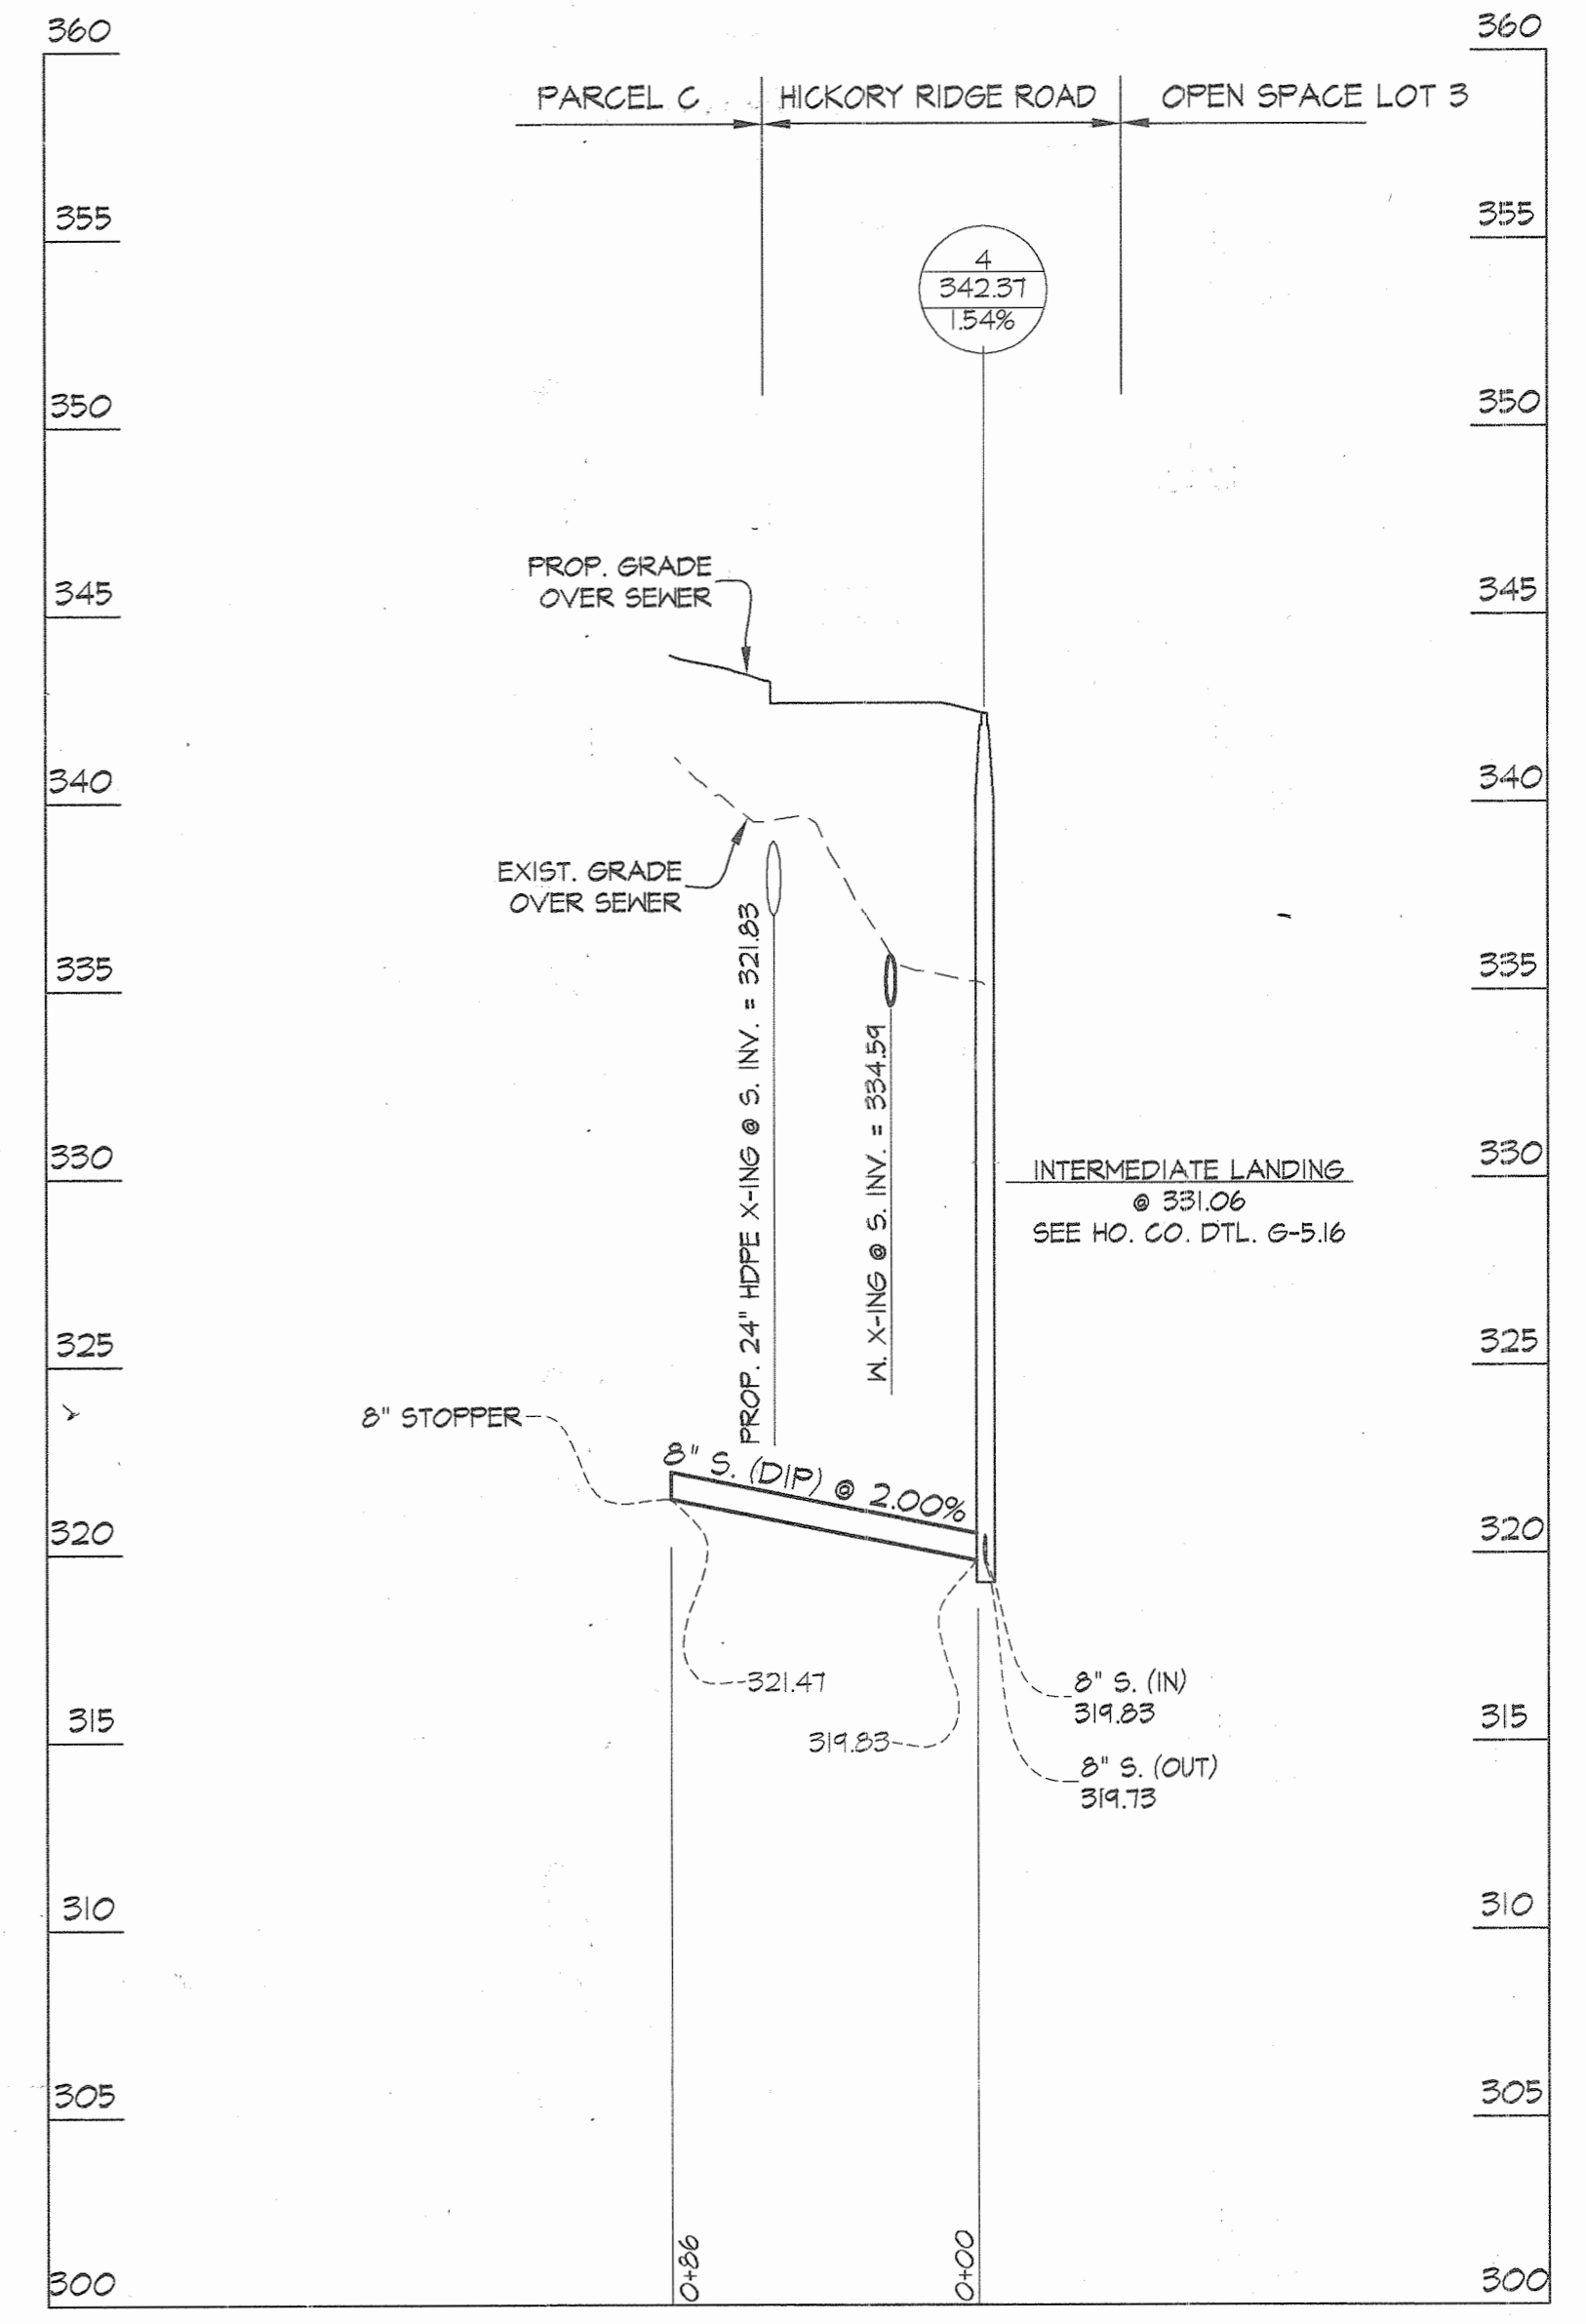 360
360
PARCEL C
HICKORY RIDGE ROAD
OPEN SPACE LOT 3
355
355
4
342.37
1.54%
350
350
PROP. GRADE
OVER SEWER
345
345
340
340
EXIST. GRADE
OVER SEWER
335
335
PROP. 24" HDPE X-ING @ S. INV. = 321.83
W. X-ING @ S. INV. = 334.59
330
330
INTERMEDIATE LANDING
@ 331.06
SEE HO. CO. DTL. G-5.16
325
325
8" STOPPER
8" S. (DIP) @ 2.00%
320
320
321.47
319.83
8" S. (IN)
319.83
315
315
8" S. (OUT)
319.73
310
310
305
305
0+86
0+00
300
300